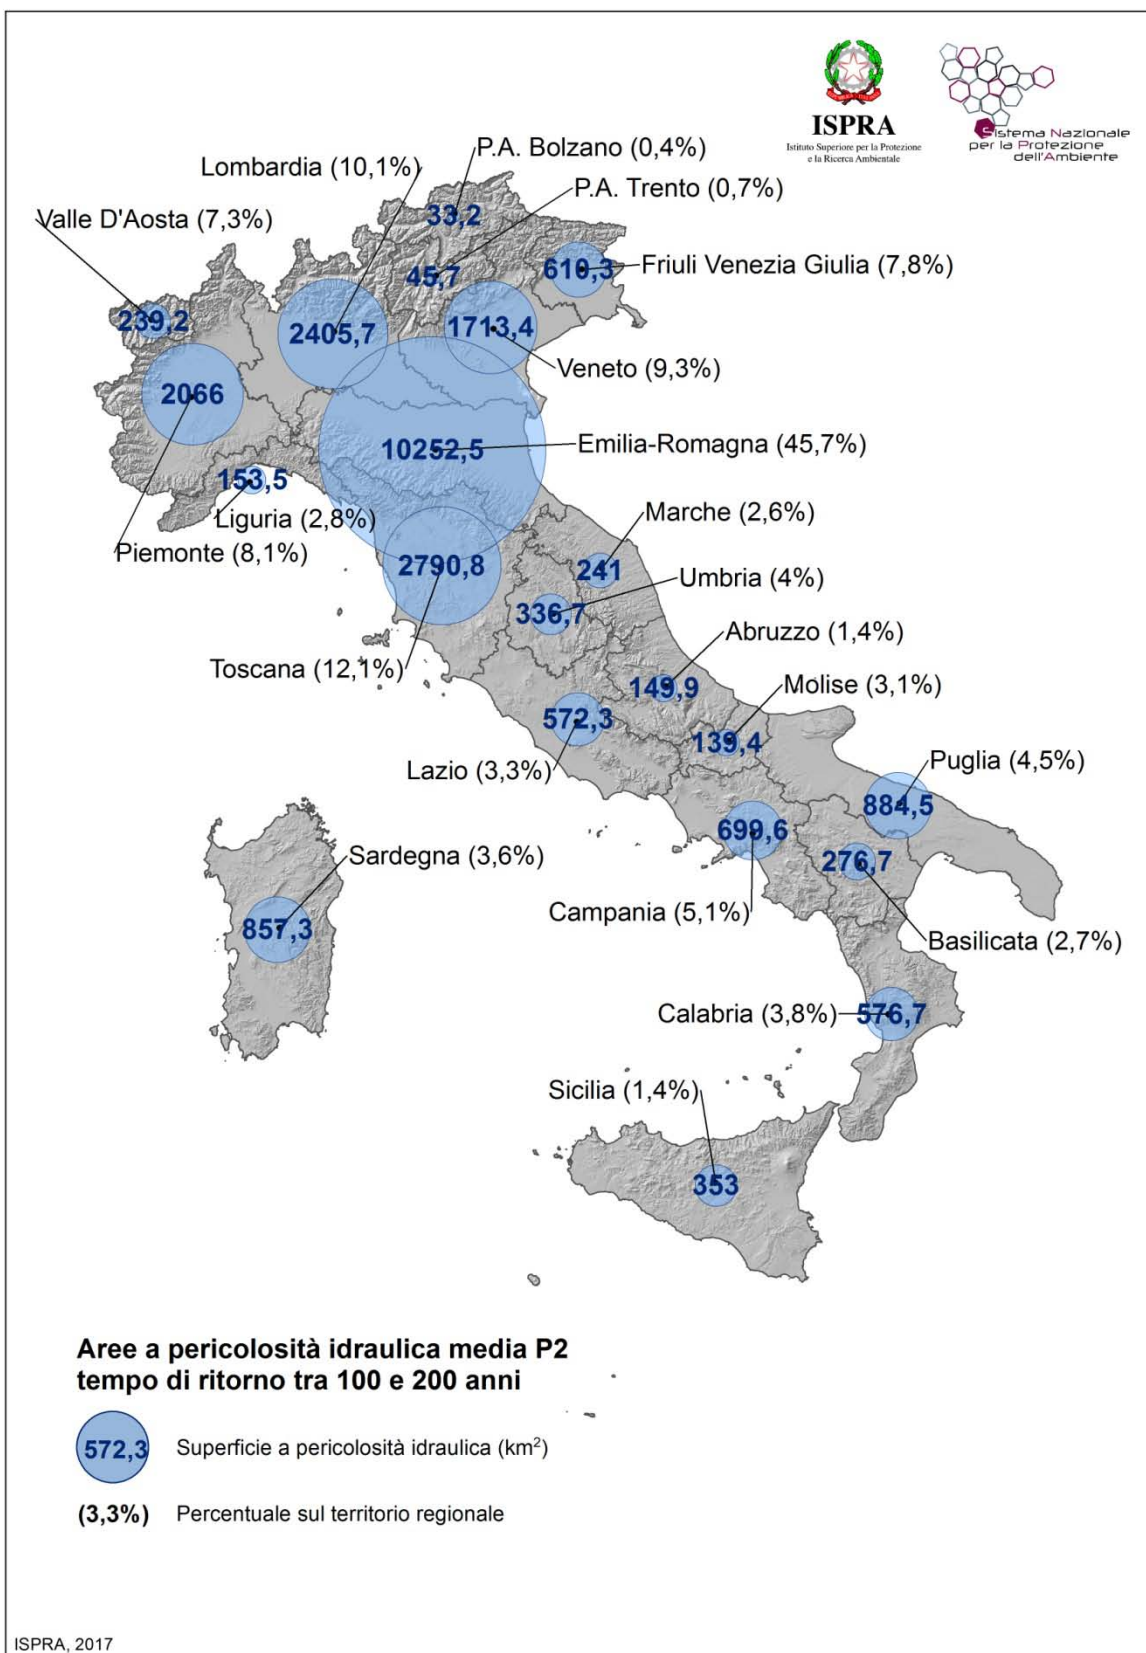 ISPRA
Istituto Superiore per la Protezione
e la Ricerca Ambientale
Sistema Nazionale
per la Protezione
dell'Ambiente
P.A. Bolzano (0,4%)
33,2
Lombardia (10,1%)
2405,7
P.A. Trento (0,7%)
45,7
Valle D'Aosta (7,3%)
239,2
Friuli Venezia Giulia (7,8%)
610,3
1713,4
Veneto (9,3%)
2066
Piemonte (8,1%)
10252,5
Emilia-Romagna (45,7%)
153,5
Liguria (2,8%)
Marche (2,6%)
241
2790,8
Toscana (12,1%)
Umbria (4%)
336,7
Abruzzo (1,4%)
149,9
Molise (3,1%)
139,4
572,3
Lazio (3,3%)
Puglia (4,5%)
884,5
699,6
Campania (5,1%)
276,7
Basilicata (2,7%)
Sardegna (3,6%)
857,3
Calabria (3,8%)
576,7
Sicilia (1,4%)
353
Aree a pericolosità idraulica media P2
tempo di ritorno tra 100 e 200 anni
572,3 Superficie a pericolosità idraulica (km²)
(3,3%) Percentuale sul territorio regionale
ISPRA, 2017